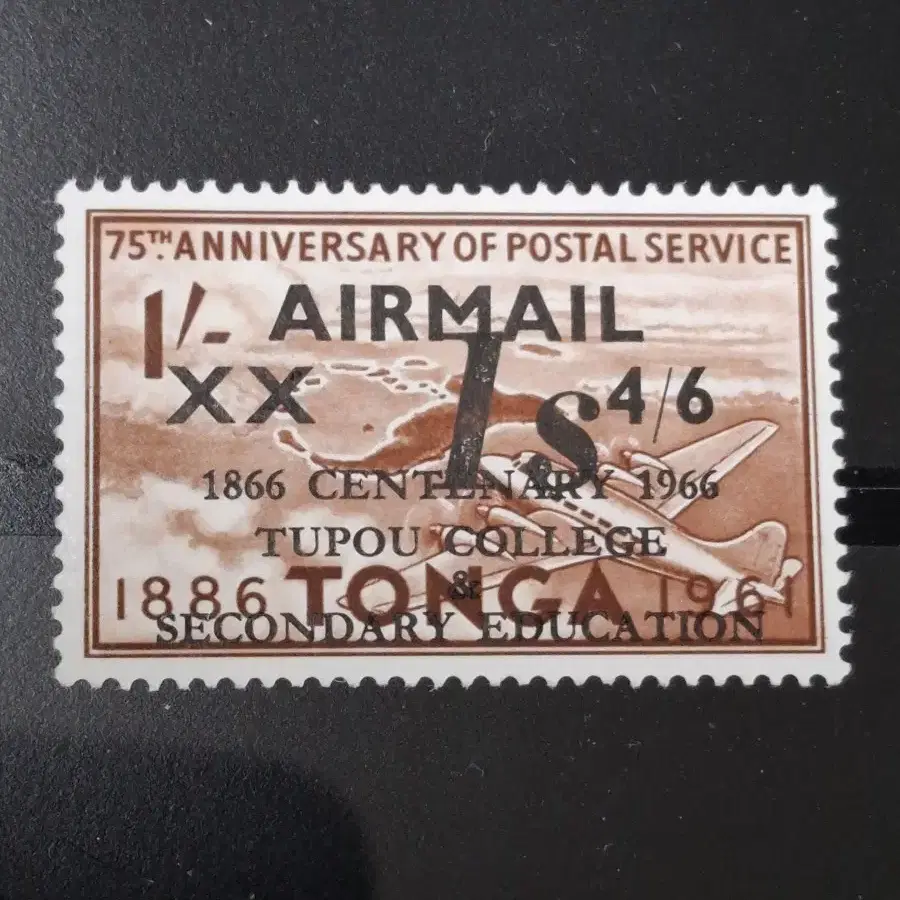 75TH ANNIVERSARY OF POSTAL SERVICE
1/- AIRMAIL
XX 1s 4/6
1866 CENTENARY 1966
TUPOU COLLEGE
&
1886 TONGA 1961
SECONDARY EDUCATION